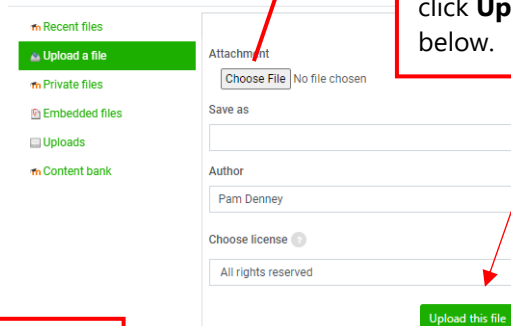 click Up
below.
Recent files
Upload a file
Private files
Embedded files
Uploads
Content bank
Attachment
Choose File No file chosen
Save as
Author
Pam Denney
Choose license ?
All rights reserved
Upload this file